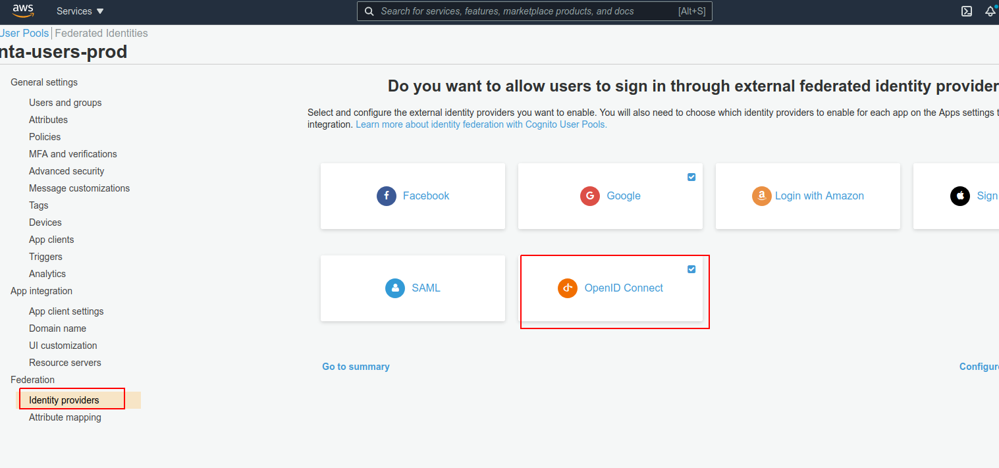 aws Services Search for services, features, marketplace products, and docs [Alt+S]
User Pools Federated Identities
nta-users-prod
General settings
Users and groups
Attributes
Policies
MFA and verifications
Advanced security
Message customizations
Tags
Devices
App clients
Triggers
Analytics
App integration
App client settings
Domain name
UI customization
Resource servers
Federation
Identity providers
Attribute mapping
Do you want to allow users to sign in through external federated identity provider
Select and configure the external identity providers you want to enable. You will also need to choose which identity providers to enable for each app on the Apps settings t
integration. Learn more about identity federation with Cognito User Pools.
Facebook
Google
Login with Amazon
Sign
SAML
OpenID Connect
Go to summary
Configure